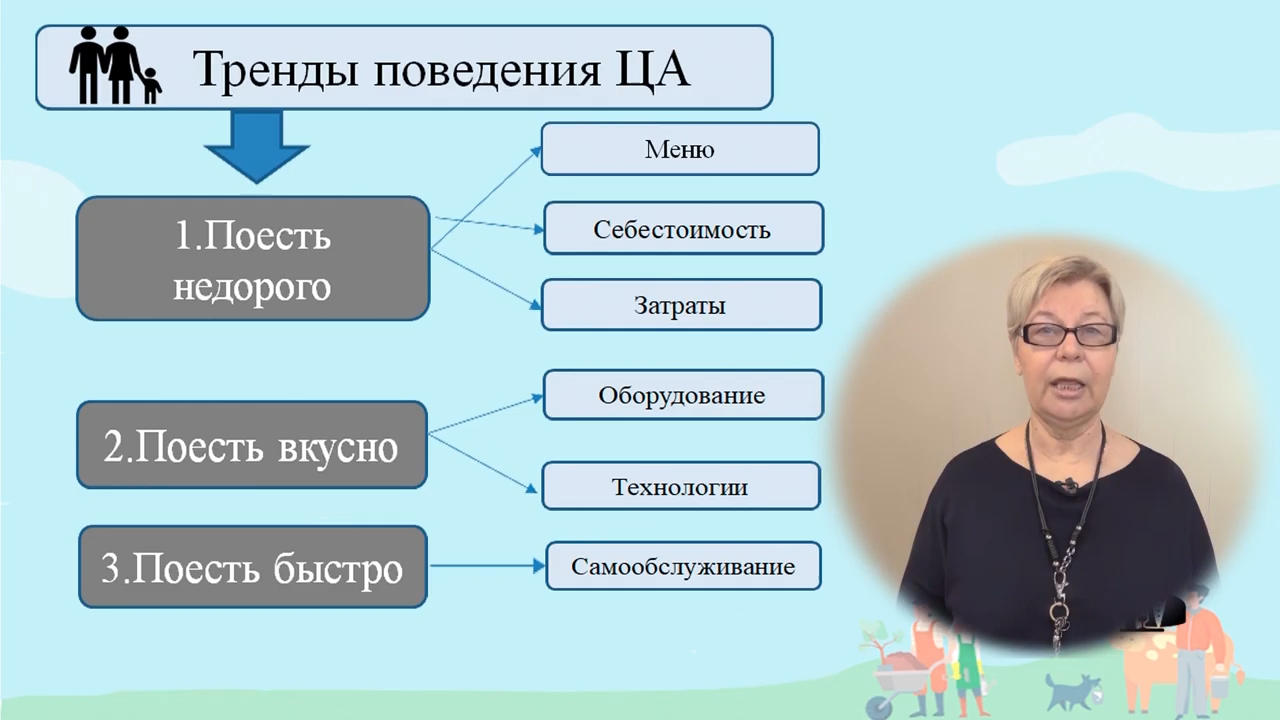 Тренды поведения ЦА
1.Поесть
недорого
Меню
Себестоимость
Затраты
2.Поесть вкусно
Оборудование
Технологии
3.Поесть быстро
Самообслуживание